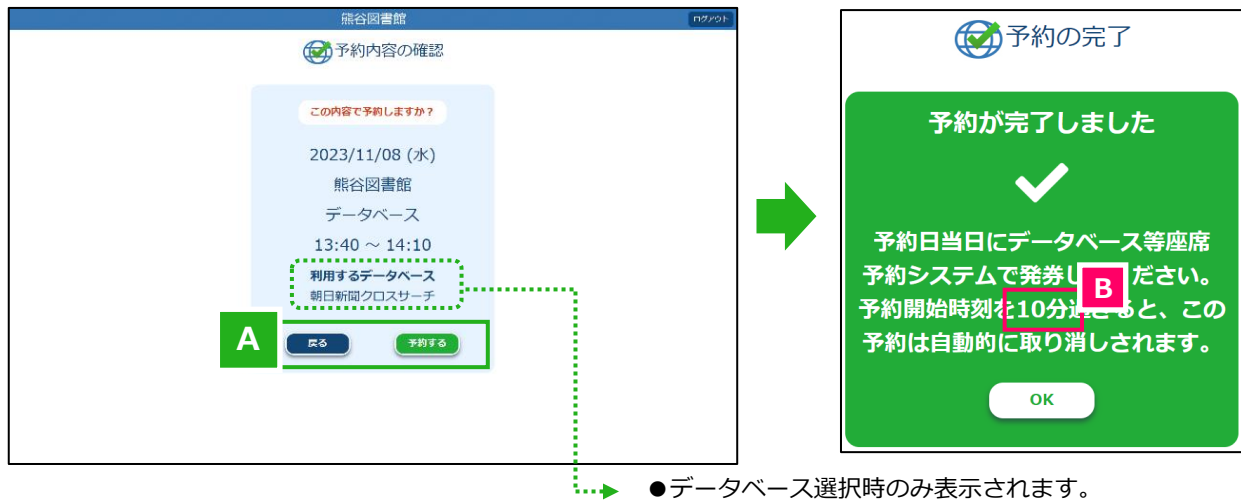 熊谷図書館
ログアウト
予約内容の確認
この内容で予約しますか？
2023/11/08 (水)
熊谷図書館
データベース
13:40 ～ 14:10
利用するデータベース
朝日新聞クロスサーチ
A
戻る
予約する
予約の完了
予約が完了しました
予約日当日にデータベース等座席
予約システムで発券し ださい。
B
予約開始時刻を10分 ると、この
予約は自動的に取り消しされます。
OK
●データベース選択時のみ表示されます。